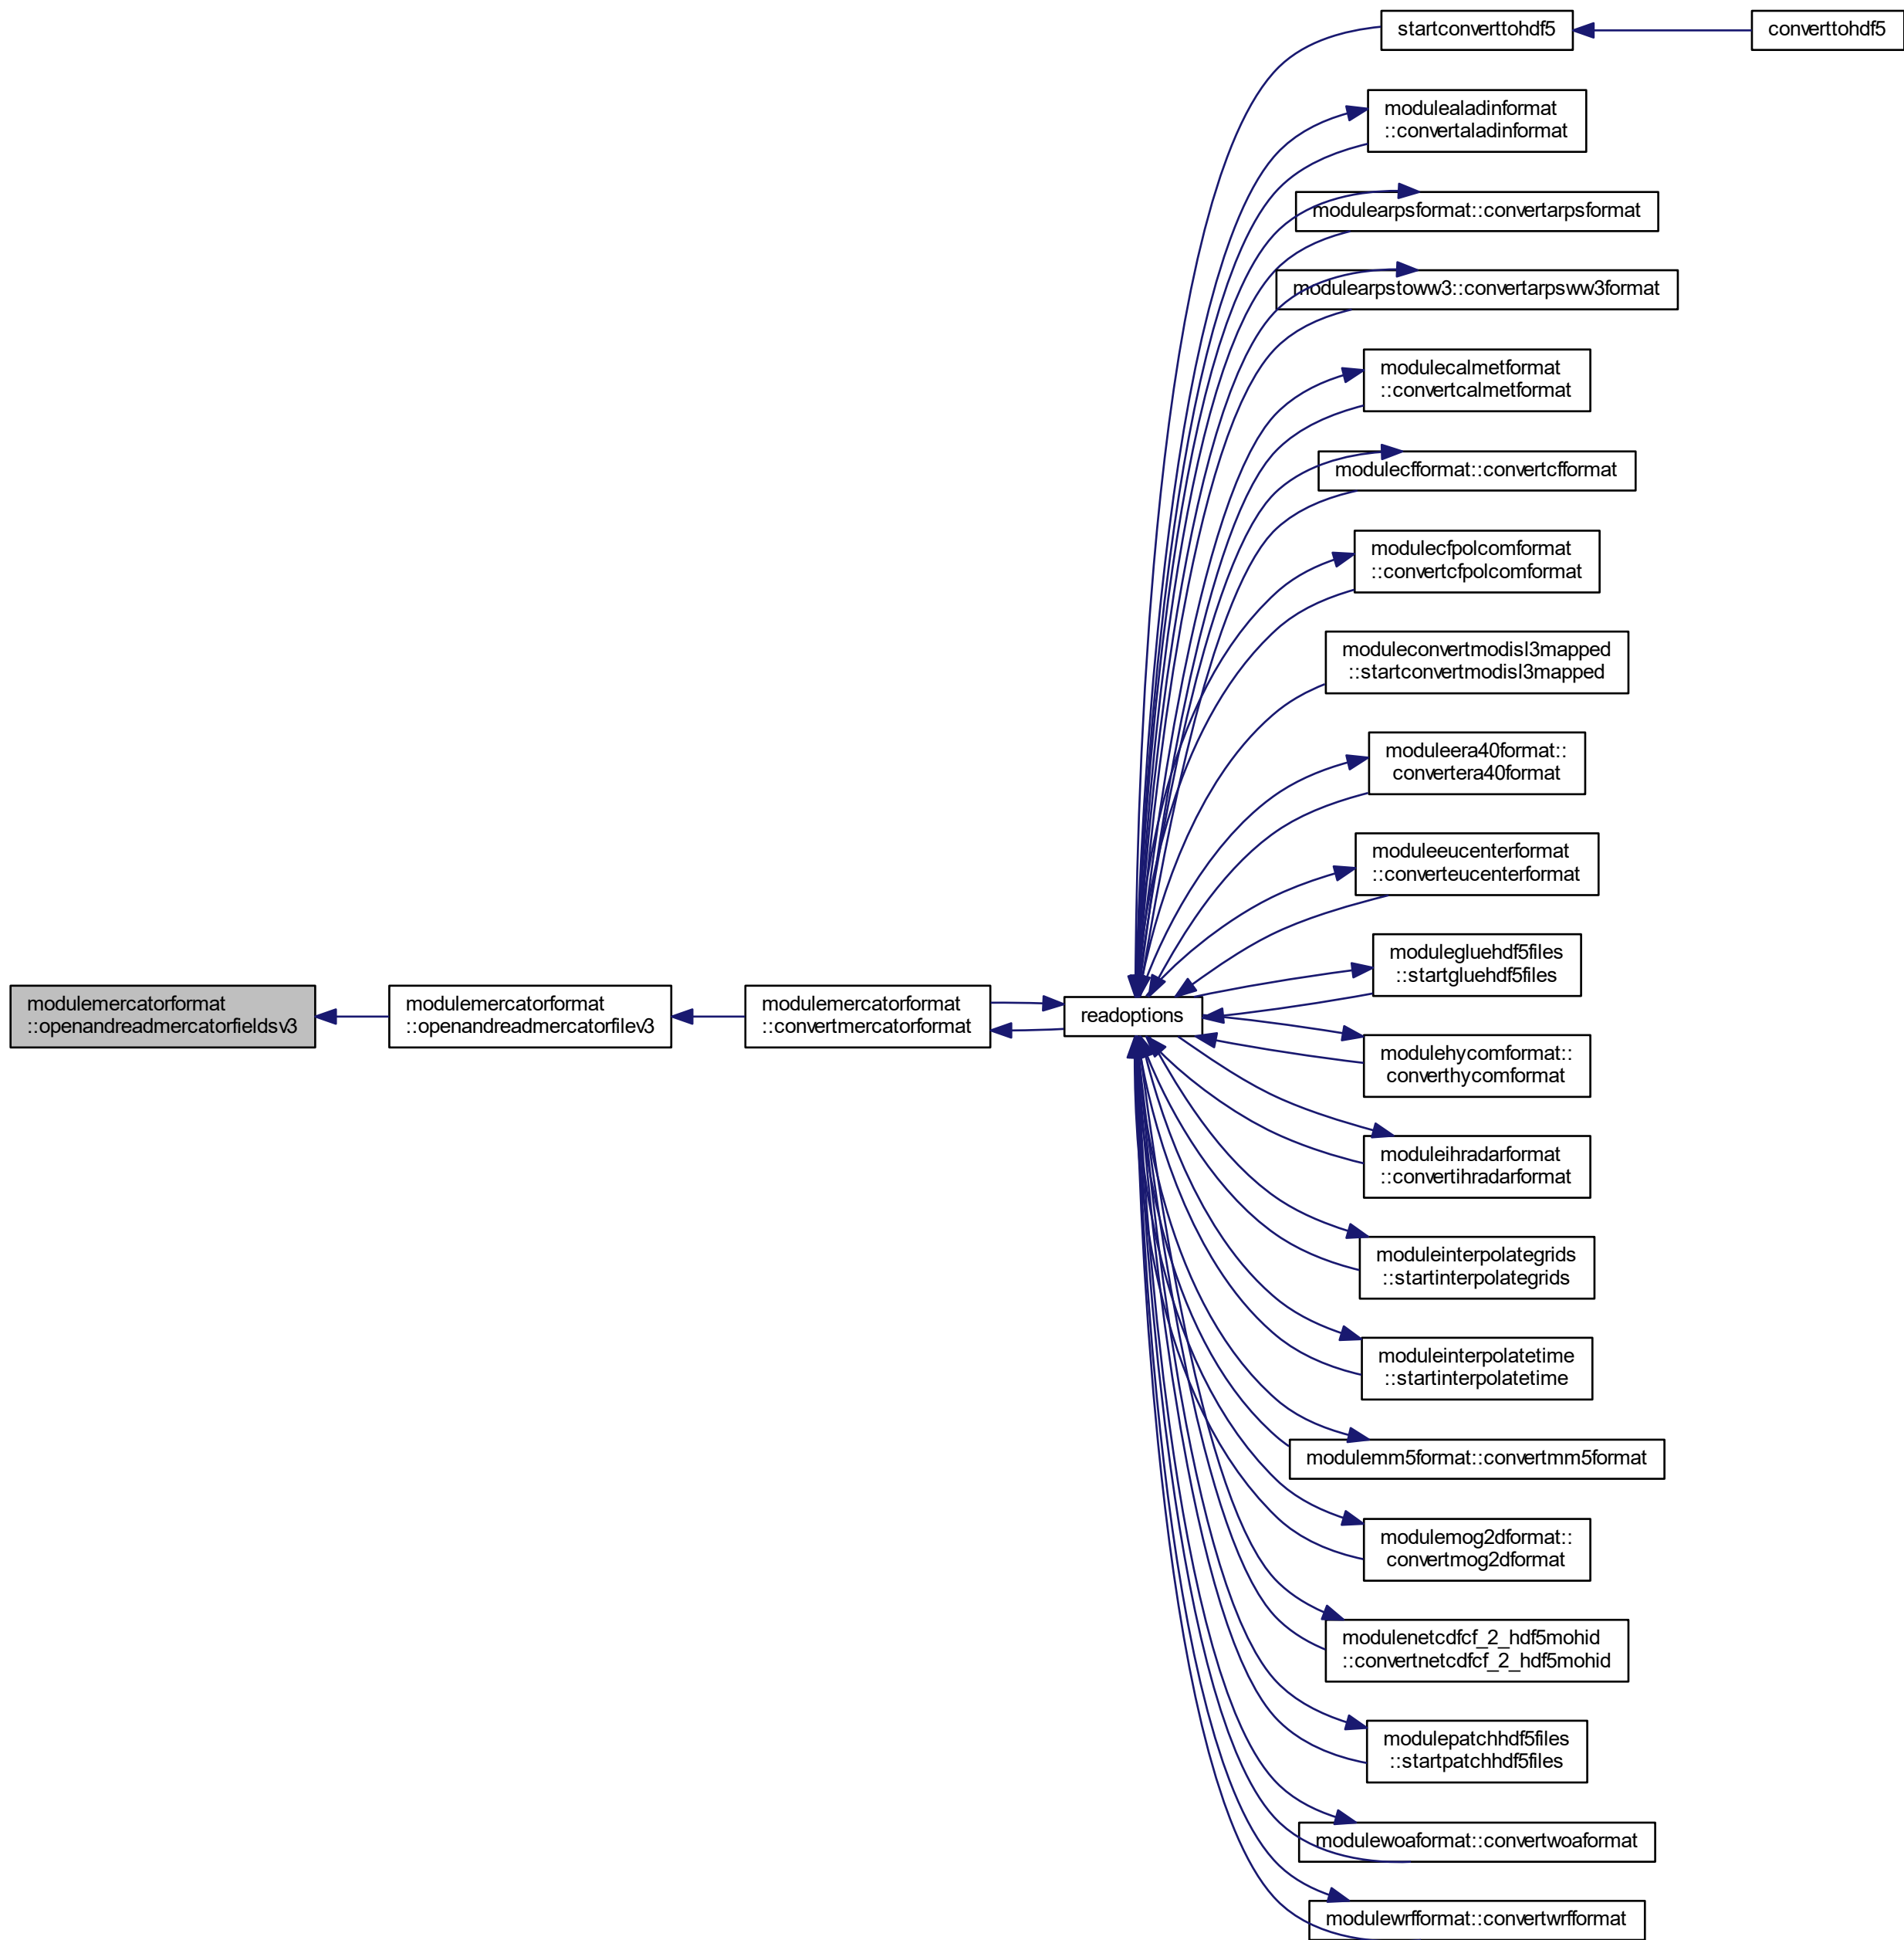 startconverttohdf5
converttohdf5
modulealadinformat
::convertaladinformat
modulearpsformat::convertarpsformat
modulearpstoww3::convertarpsww3format
modulecalmetformat
::convertcalmetformat
modulecfformat::convertcfformat
modulecfpolcomformat
::convertcfpolcomformat
moduleconvertmodisl3mapped
::startconvertmodisl3mapped
moduleera40format::
convertera40format
moduleeucenterformat
::converteucenterformat
modulegluehdf5files
::startgluehdf5files
modulemercatorformat
::openandreadmercatorfieldsv3
modulemercatorformat
::openandreadmercatorfilev3
modulemercatorformat
::convertmercatorformat
readoptions
modulehycomformat::
converthycomformat
moduleihradarformat
::convertihradarformat
moduleinterpolategrids
::startinterpolategrids
moduleinterpolatetime
::startinterpolatetime
modulemm5format::convertmm5format
modulemog2dformat::
convertmog2dformat
modulenetcdfcf_2_hdf5mohid
::convertnetcdfcf_2_hdf5mohid
modulepatchhdf5files
::startpatchhdf5files
modulewoaformat::convertwoaformat
modulewrfformat::convertwrfformat